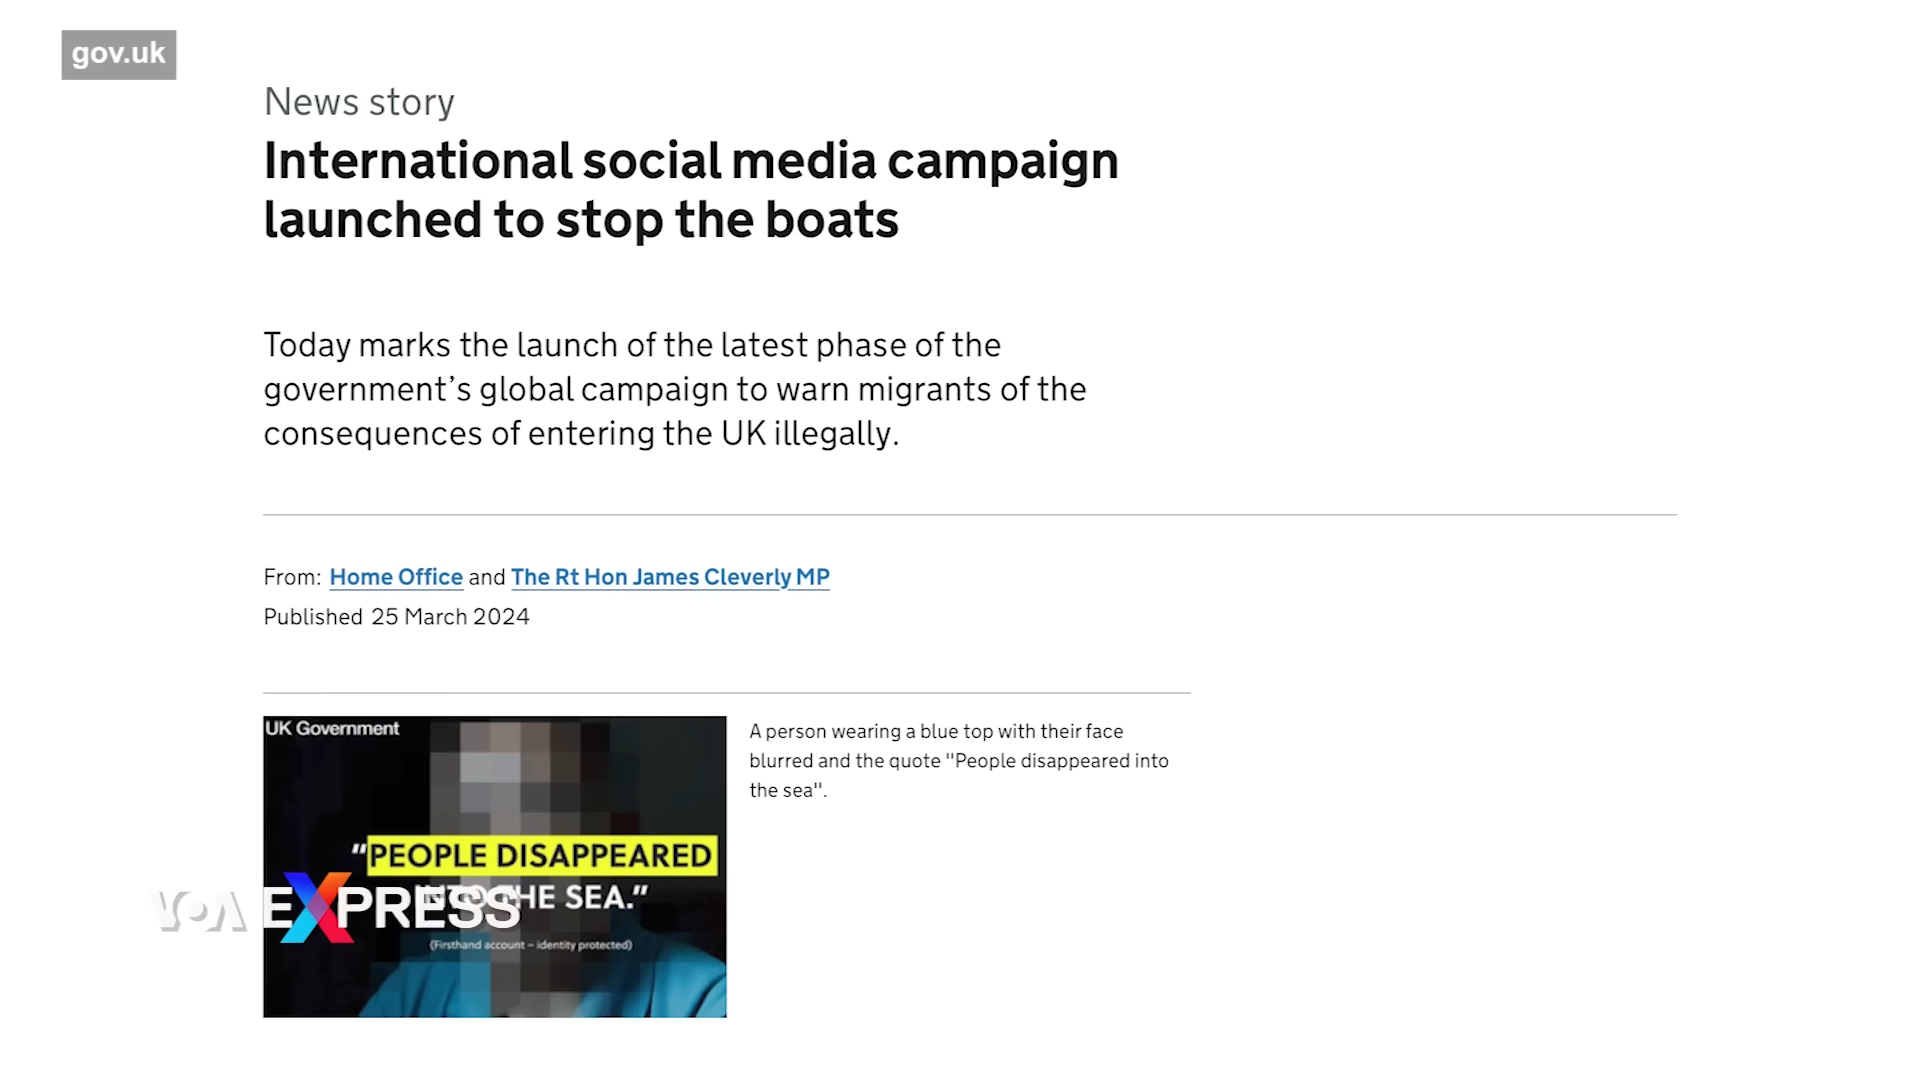 gov.uk
News story
International social media campaign
launched to stop the boats
Today marks the launch of the latest phase of the
government’s global campaign to warn migrants of the
consequences of entering the UK illegally.
From: Home Office and The Rt Hon James Cleverly MP
Published 25 March 2024
UK Government
A person wearing a blue top with their face
blurred and the quote "People disappeared into
the sea".
“PEOPLE DISAPPEARED
INTO THE SEA.”
VOA EXPRESS
(Firsthand account – identity protected)